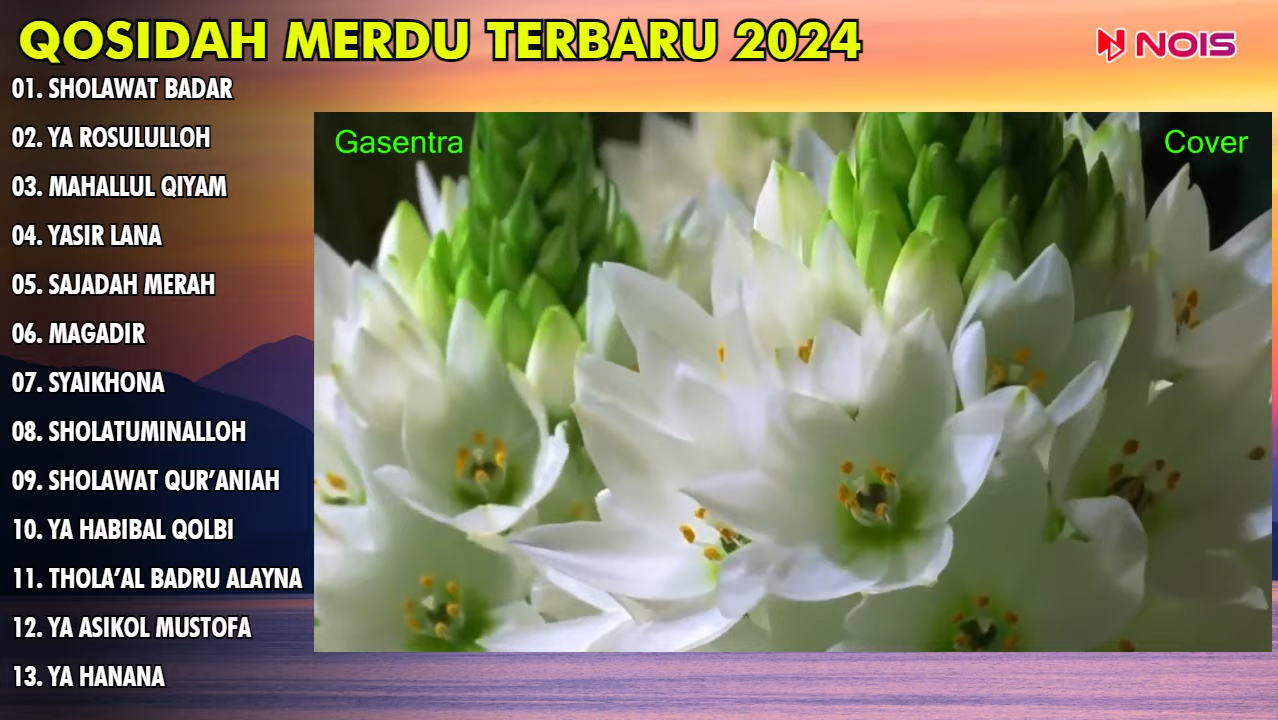 QOSIDAH MERDU TERBARU 2024
NOIS
01. SHOLAWAT BADAR
02. YA ROSULULLOH
03. MAHALLUL QIYAM
04. YASIR LANA
05. SAJADAH MERAH
06. MAGADIR
07. SYAIKHONA
08. SHOLATUMINALLOH
09. SHOLAWAT QUR’ANIAH
10. YA HABIBAL QOLBI
11. THOLA’AL BADRU ALAYNA
12. YA ASIKOL MUSTOFA
13. YA HANANA
Gasentra
Cover